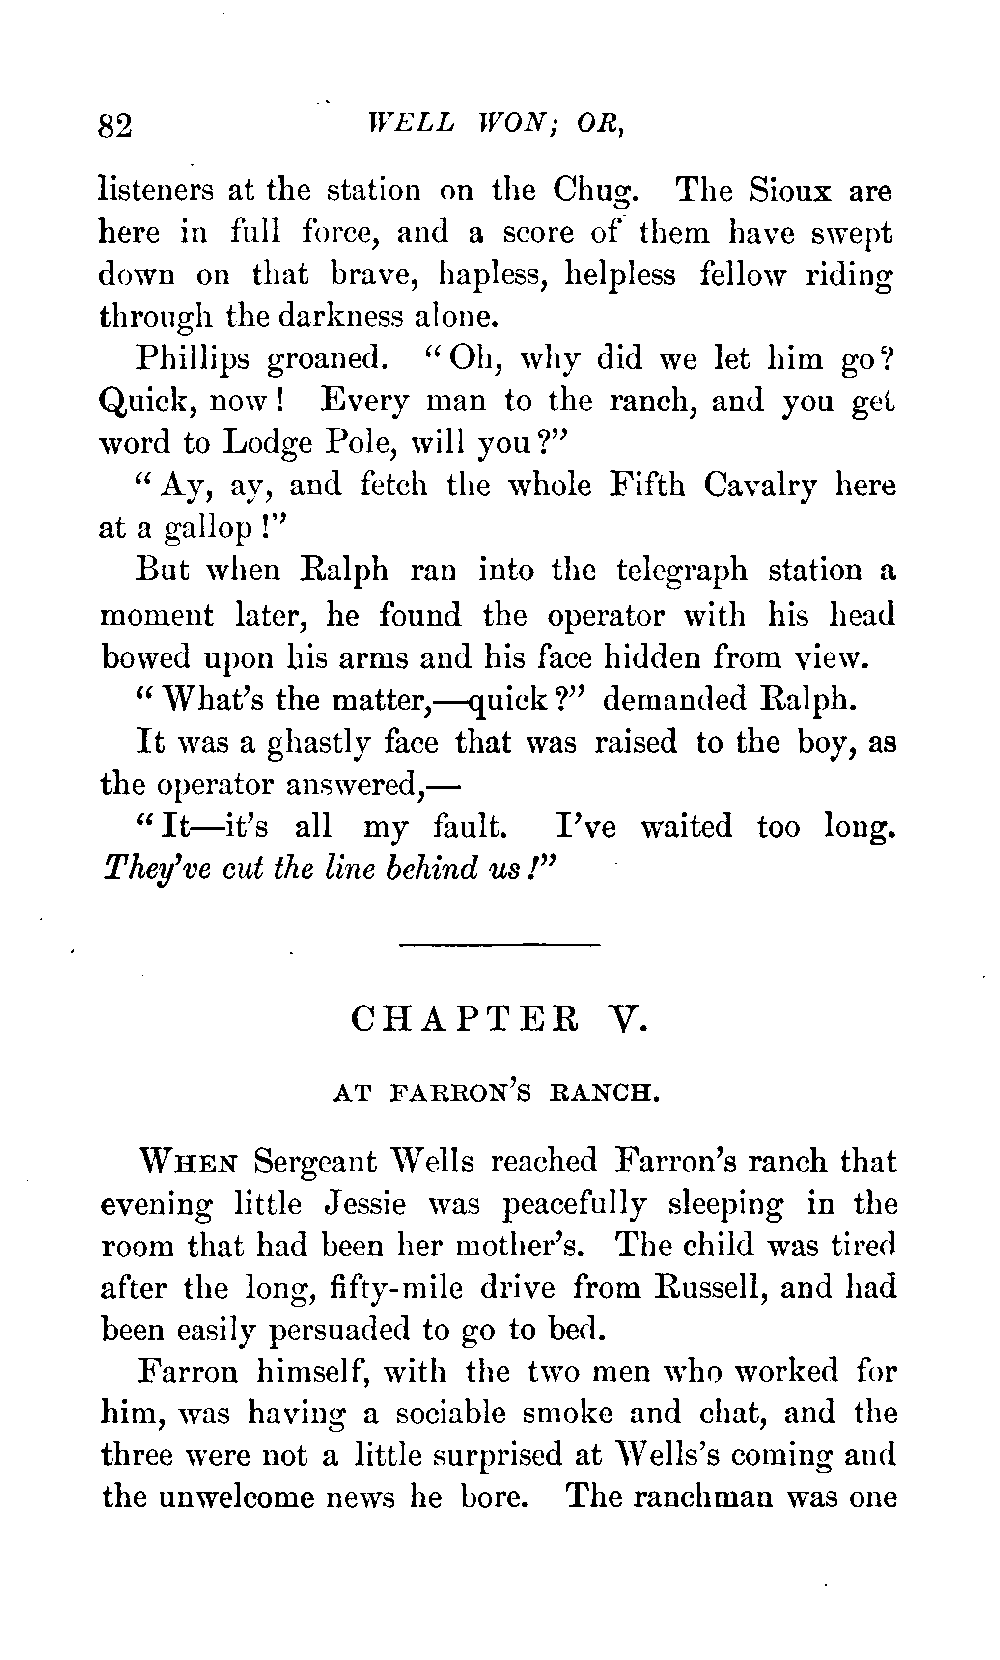 82 WELL WON; OR,
listeners at the station on the Chug. The Sioux are
here in full force, and a score of them have swept
down on that brave, hapless, helpless fellow riding
through the darkness alone.
Phillips groaned. "Oh, why did we let him go?
Quick, now! Every man to the ranch, and you get
word to Lodge Pole, will you?"
"Ay, ay, and fetch the whole Fifth Cavalry here
at a gallop!"
But when Ralph ran into the telegraph station a
moment later, he found the operator with his head
bowed upon his arms and his face hidden from view.
"What's the matter,—quick?" demanded Ralph.
It was a ghastly face that was raised to the boy, as
the operator answered,—
"It—it's all my fault. I've waited too long.
They've cut the line behind us!"
CHAPTER V.
AT FARRON'S RANCH.
WHEN Sergeant Wells reached Farron's ranch that
evening little Jessie was peacefully sleeping in the
room that had been her mother's. The child was tired
after the long, fifty-mile drive from Russell, and had
been easily persuaded to go to bed.
Farron himself, with the two men who worked for
him, was having a sociable smoke and chat, and the
three were not a little surprised at Wells's coming and
the unwelcome news he bore. The ranchman was one